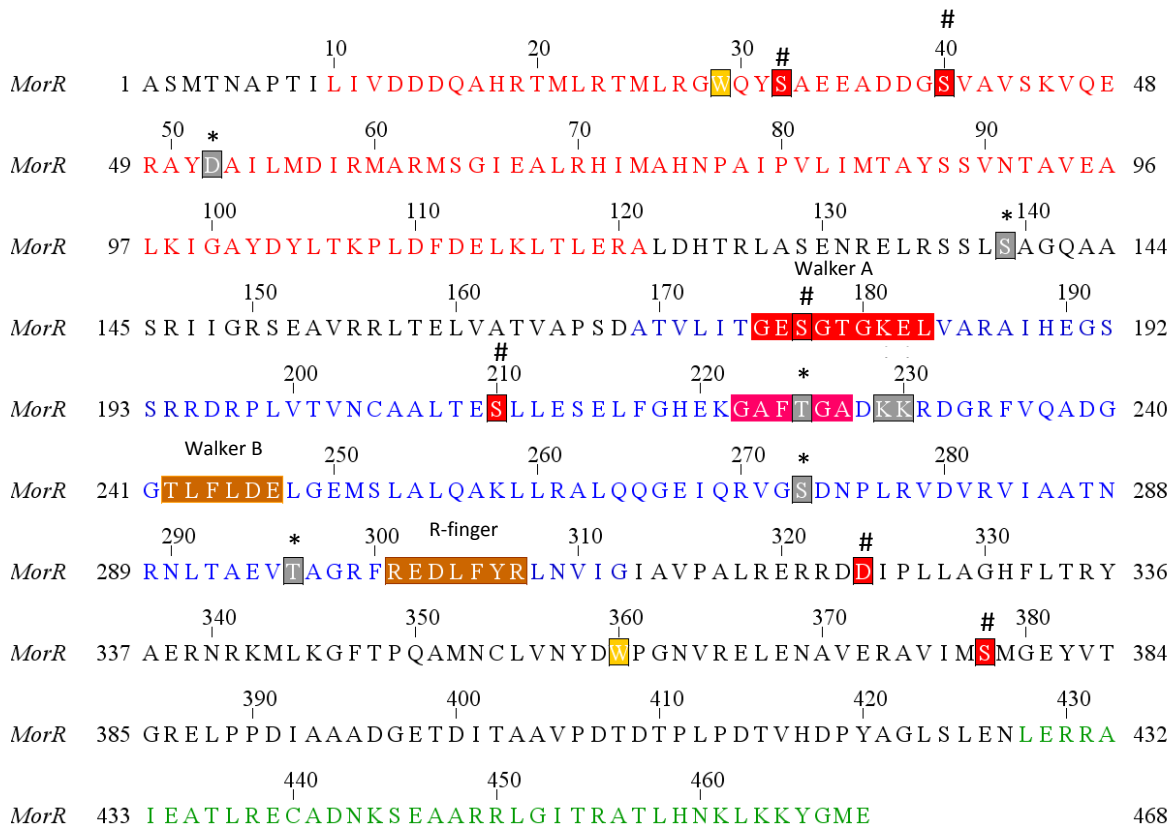 # #
10 20 30 40
MorR 1 A S M T N A P T I L I V D D D Q A H R T M L R T M L R G W Q Y S A E E A D D G S V A V S K V Q E 48
50 * 60 70 80 90
MorR 49 R A Y D A I L M D I R M A R M S G I E A L R H I M A H N P A I P V L I M T A Y S S V N T A V E A 96
100 110 120 130 * 140
MorR 97 L K I G A Y D Y L T K P L D F D E L K L T L E R A L D H T R L A S E N R E L R S S L S A G Q A A 144
Walker A
150 160 170 # 180 190
MorR 145 S R I I G R S E A V R R L T E L V A T V A P S D A T V L I T G E S G T G K E L V A R A I H E G S 192
#
200 210 220 * 230
MorR 193 S R R D R P L V T V N C A A L T E S L L E S E L F G H E K G A F T G A D K K R D G R F V Q A D G 240
Walker B
250 260 270 * 280
MorR 241 G T L F L D E L G E M S L A L Q A K L L R A L Q Q G E I Q R V G S D N P L R V D V R V I A A T N 288
R-finger
290 * 300 310 320 # 330
MorR 289 R N L T A E V T A G R F R E D L F Y R L N V I G I A V P A L R E R R D D I P L L A G H F L T R Y 336
340 350 360 370 # 380
MorR 337 A E R N R K M L K G F T P Q A M N C L V N Y D W P G N V R E L E N A V E R A V I M S M G E Y V T 384
390 400 410 420 430
MorR 385 G R E L P P D I A A A D G E T D I T A A V P D T D T P L P D T V H D P Y A G L S L E N L E R R A 432
440 450 460
MorR 433 I E A T L R E C A D N K S E A A R R L G I T R A T L H N K L K K Y G M E 468